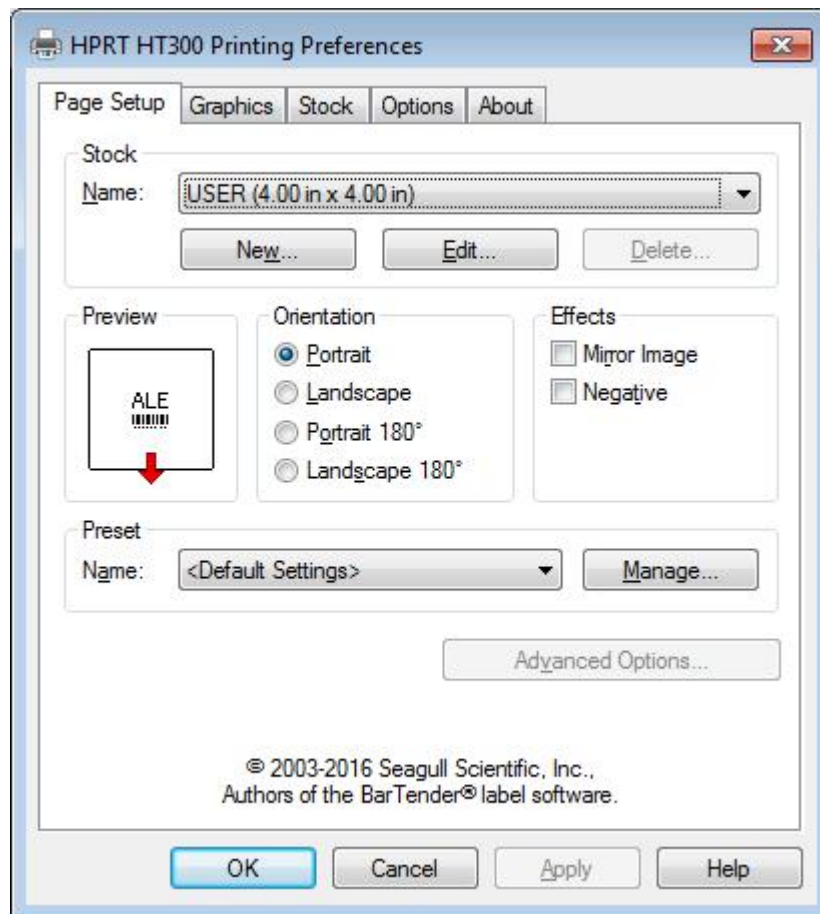 HPRT HT300 Printing Preferences
Page Setup Graphics Stock Options About
Stock
Name: USER (4.00 in x 4.00 in)
New... Edit... Delete...
Preview Orientation Effects
Portrait Mirror Image
ALE Landscape Negative
Portrait 180°
Landscape 180°
Preset
Name: <Default Settings> Manage...
Advanced Options...
© 2003-2016 Seagull Scientific, Inc.,
Authors of the BarTender® label software.
OK Cancel Apply Help